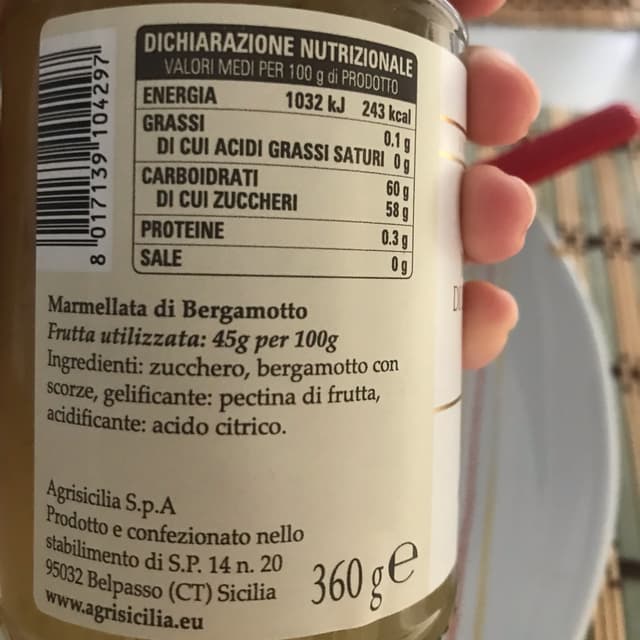 DICHIARAZIONE NUTRIZIONALE
VALORI MEDI PER 100 g di PRODOTTO
ENERGIA 1032 kJ 243 kcal
GRASSI 0.1 g
DI CUI ACIDI GRASSI SATURI 0 g
CARBOIDRATI 60 g
DI CUI ZUCCHERI 58 g
PROTEINE 0.3 g
SALE 0 g
8 017139 104297
Marmellata di Bergamotto
Frutta utilizzata: 45g per 100g
Ingredienti: zucchero, bergamotto con
scorze, gelificante: pectina di frutta,
acidificante: acido citrico.
Agrisicilia S.p.A
Prodotto e confezionato nello
stabilimento di S.P. 14 n. 20
95032 Belpasso (CT) Sicilia
www.agrisicilia.eu
360 g e